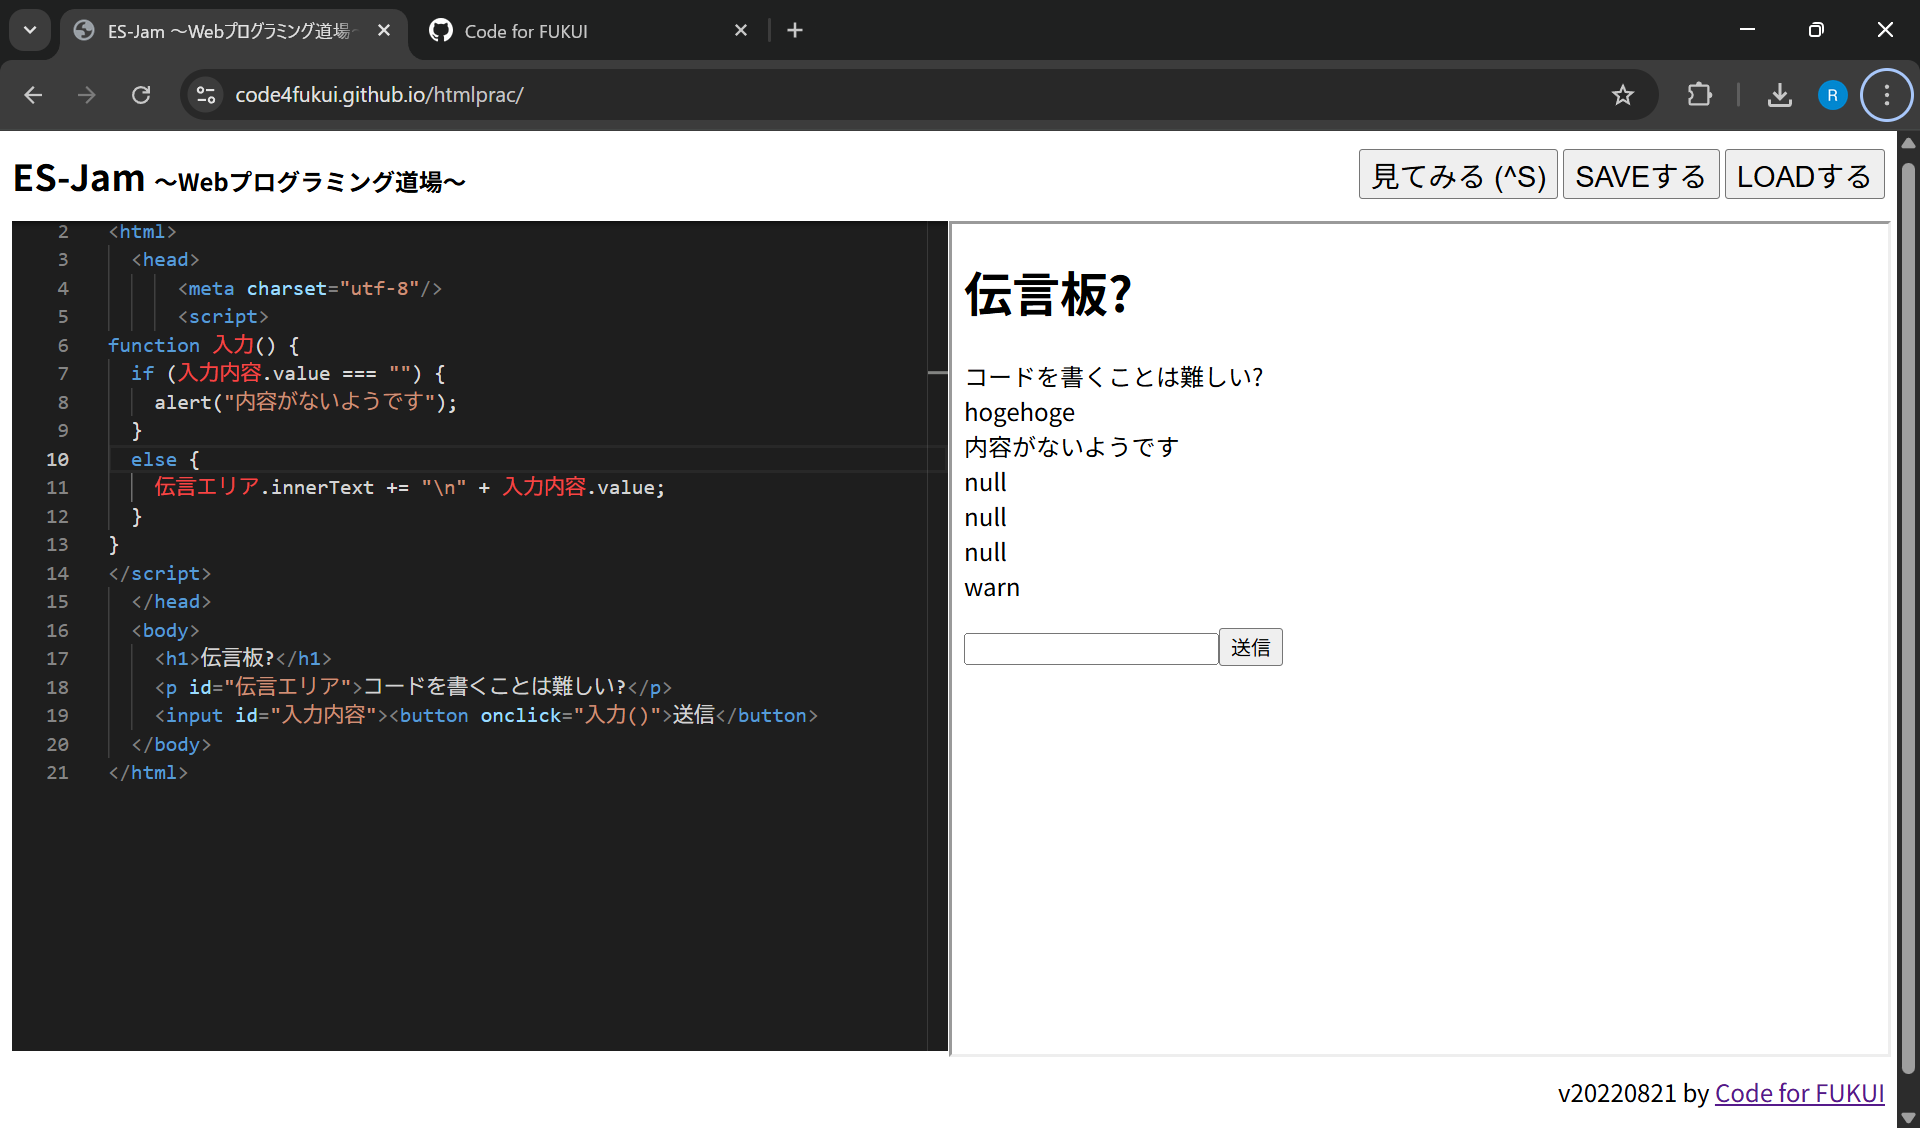 ES-Jam ～Webプログラミング道場～
Code for FUKUI
code4fukui.github.io/htmlprac/
R
ES-Jam ～Webプログラミング道場～
見てみる (^S)
SAVEする
LOADする
2 <html>
3 <head>
4 <meta charset="utf-8"/>
5 <script>
6 function 入力() {
7 if (入力内容.value === "") {
8 alert("内容がないようです");
9 }
10 else {
11 伝言エリア.innerText += "\n" + 入力内容.value;
12 }
13 }
14 </script>
15 </head>
16 <body>
17 <h1>伝言板?</h1>
18 <p id="伝言エリア">コードを書くことは難しい?</p>
19 <input id="入力内容"><button onclick="入力()">送信</button>
20 </body>
21 </html>
伝言板?
コードを書くことは難しい?
hogehoge
内容がないようです
null
null
null
warn
送信
v20220821 by Code for FUKUI